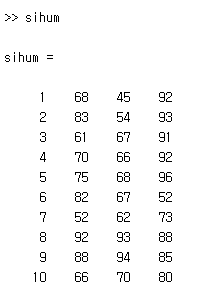 >> sihum
sihum =
1 68 45 92
2 83 54 93
3 61 67 91
4 70 66 92
5 75 68 96
6 82 67 52
7 52 62 73
8 92 93 88
9 88 94 85
10 66 70 80